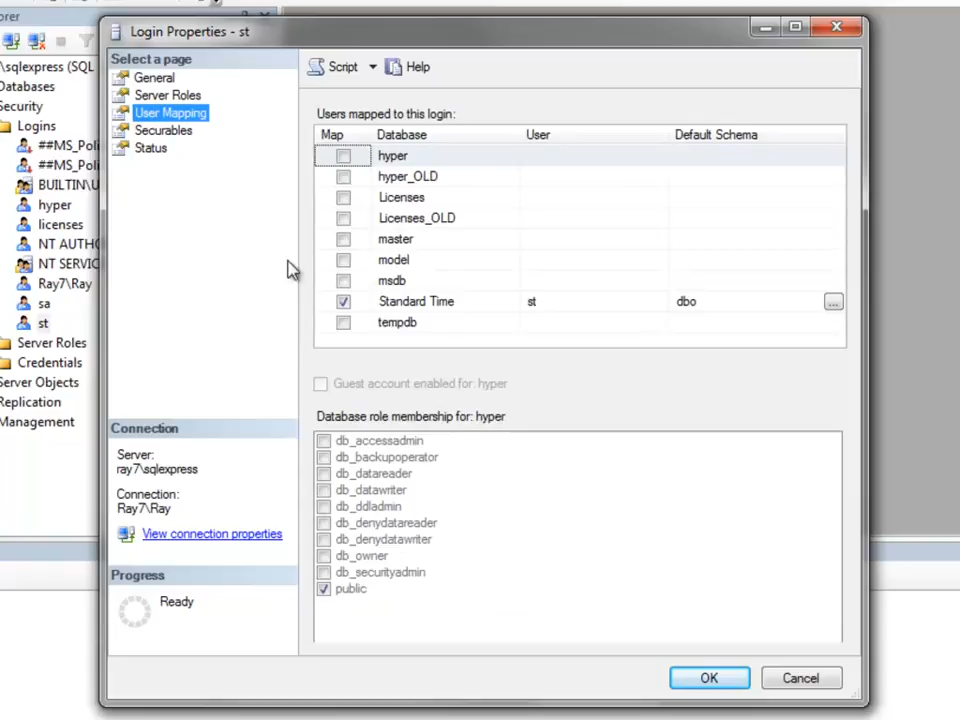 orer
Login Properties - st
\sqlexpress (SQL
Databases
Security
Logins
##MS_Poli
##MS_Poli
BUILTIN\U
hyper
licenses
NT AUTHO
NT SERVIC
Ray7\Ray
sa
st
Server Roles
Credentials
Server Objects
Replication
Management
Select a page
General
Server Roles
User Mapping
Securables
Status
Connection
Server:
ray7\sqlexpress
Connection:
Ray7\Ray
View connection properties
Progress
Ready
Script Help
Users mapped to this login:
Map Database User Default Schema
hyper
hyper_OLD
Licenses
Licenses_OLD
master
model
msdb
Standard Time st dbo ...
tempdb
Guest account enabled for: hyper
Database role membership for: hyper
db_accessadmin
db_backupoperator
db_datareader
db_datawriter
db_ddladmin
db_denydatareader
db_denydatawriter
db_owner
db_securityadmin
public
OK Cancel